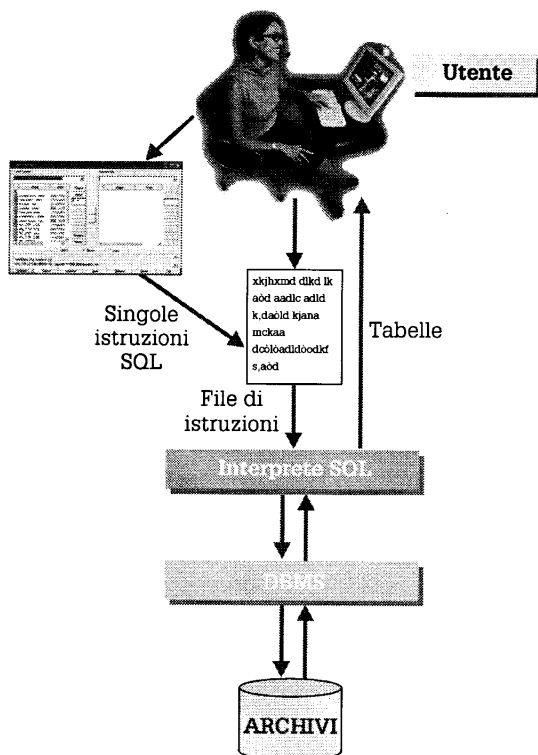 Utente
xkjhxmd dlkd lk
aòd aadlc adld
k,daòld kjana
mckaa
dcòlòadldòodkf
s,aòd
Singole
istruzioni
SQL
Tabelle
File di
istruzioni
Interprete SQL
DBMS
ARCHIVI